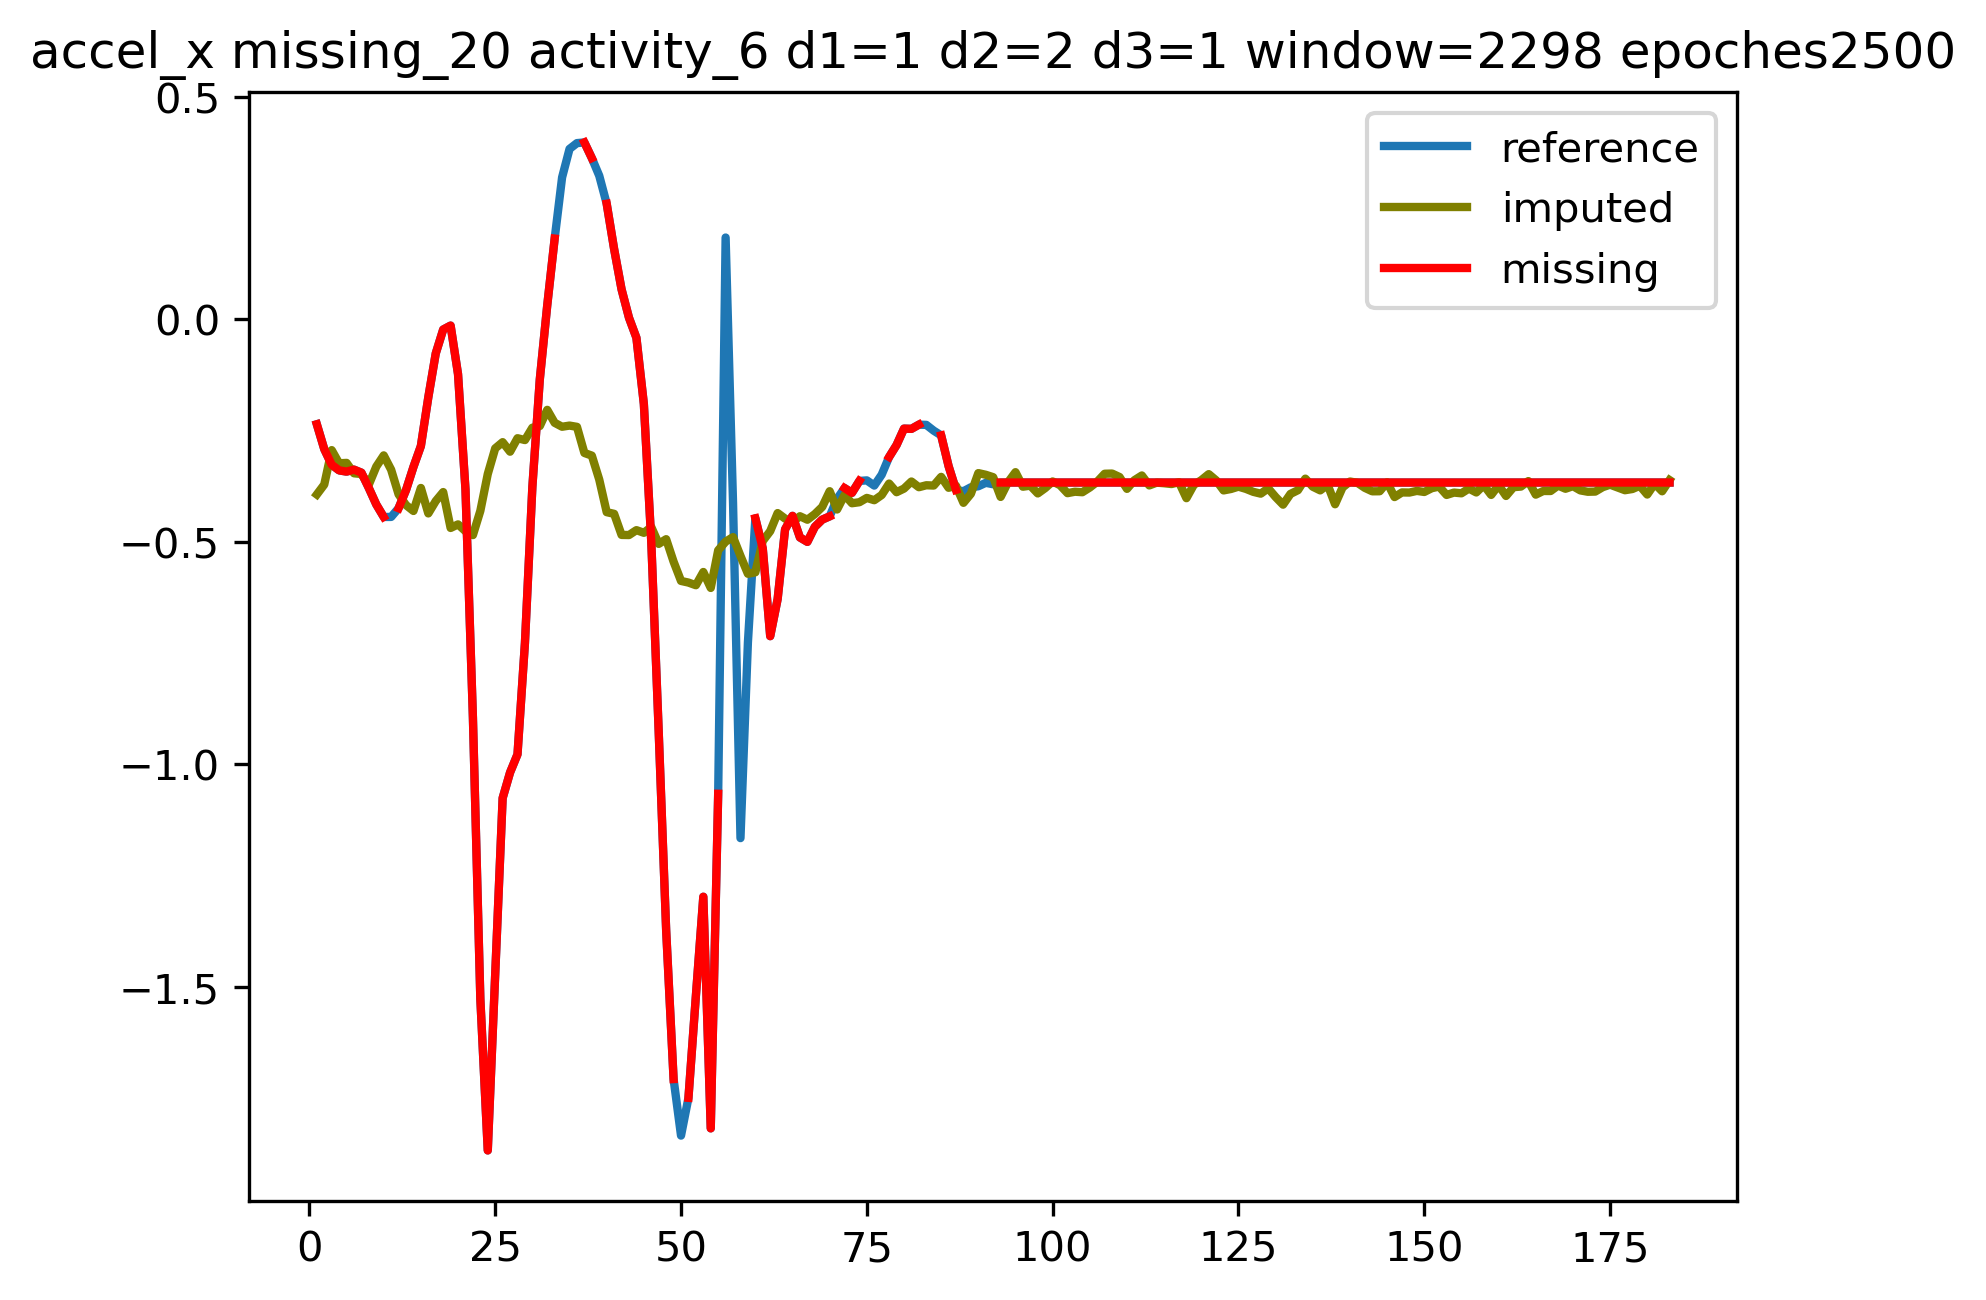 accel_x missing_20 activity_6 d1=1 d2=2 d3=1 window=2298 epoches2500
0.5
0.0
−0.5
−1.0
−1.5
reference
imputed
missing
0 25 50 75 100 125 150 175